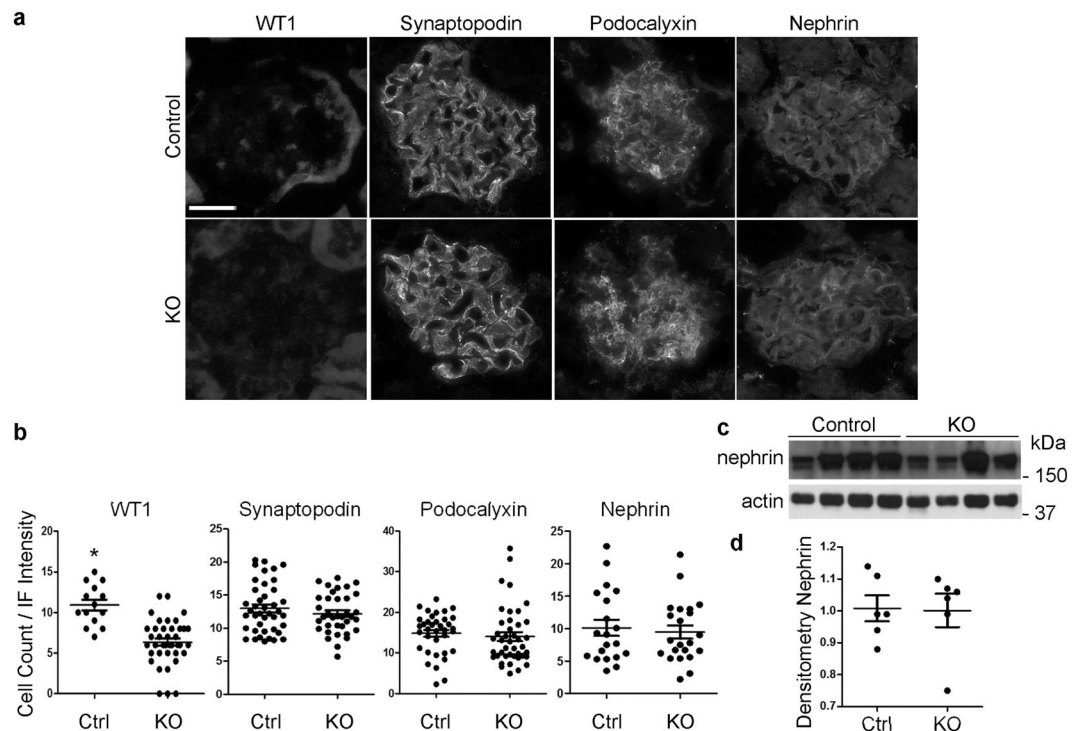 a
WT1 Synaptopodin Podocalyxin Nephrin
Control
KO
b
WT1 Synaptopodin Podocalyxin Nephrin
Cell Count / IF Intensity
20
15
10
5
0
*
Ctrl KO
25
20
15
10
5
0
Ctrl KO
40
30
20
10
0
Ctrl KO
25
20
15
10
5
0
Ctrl KO
c
Control KO
kDa
nephrin
- 150
actin
- 37
d
Densitometry Nephrin
1.2
1.1
1.0
0.9
0.8
0.7
Ctrl KO